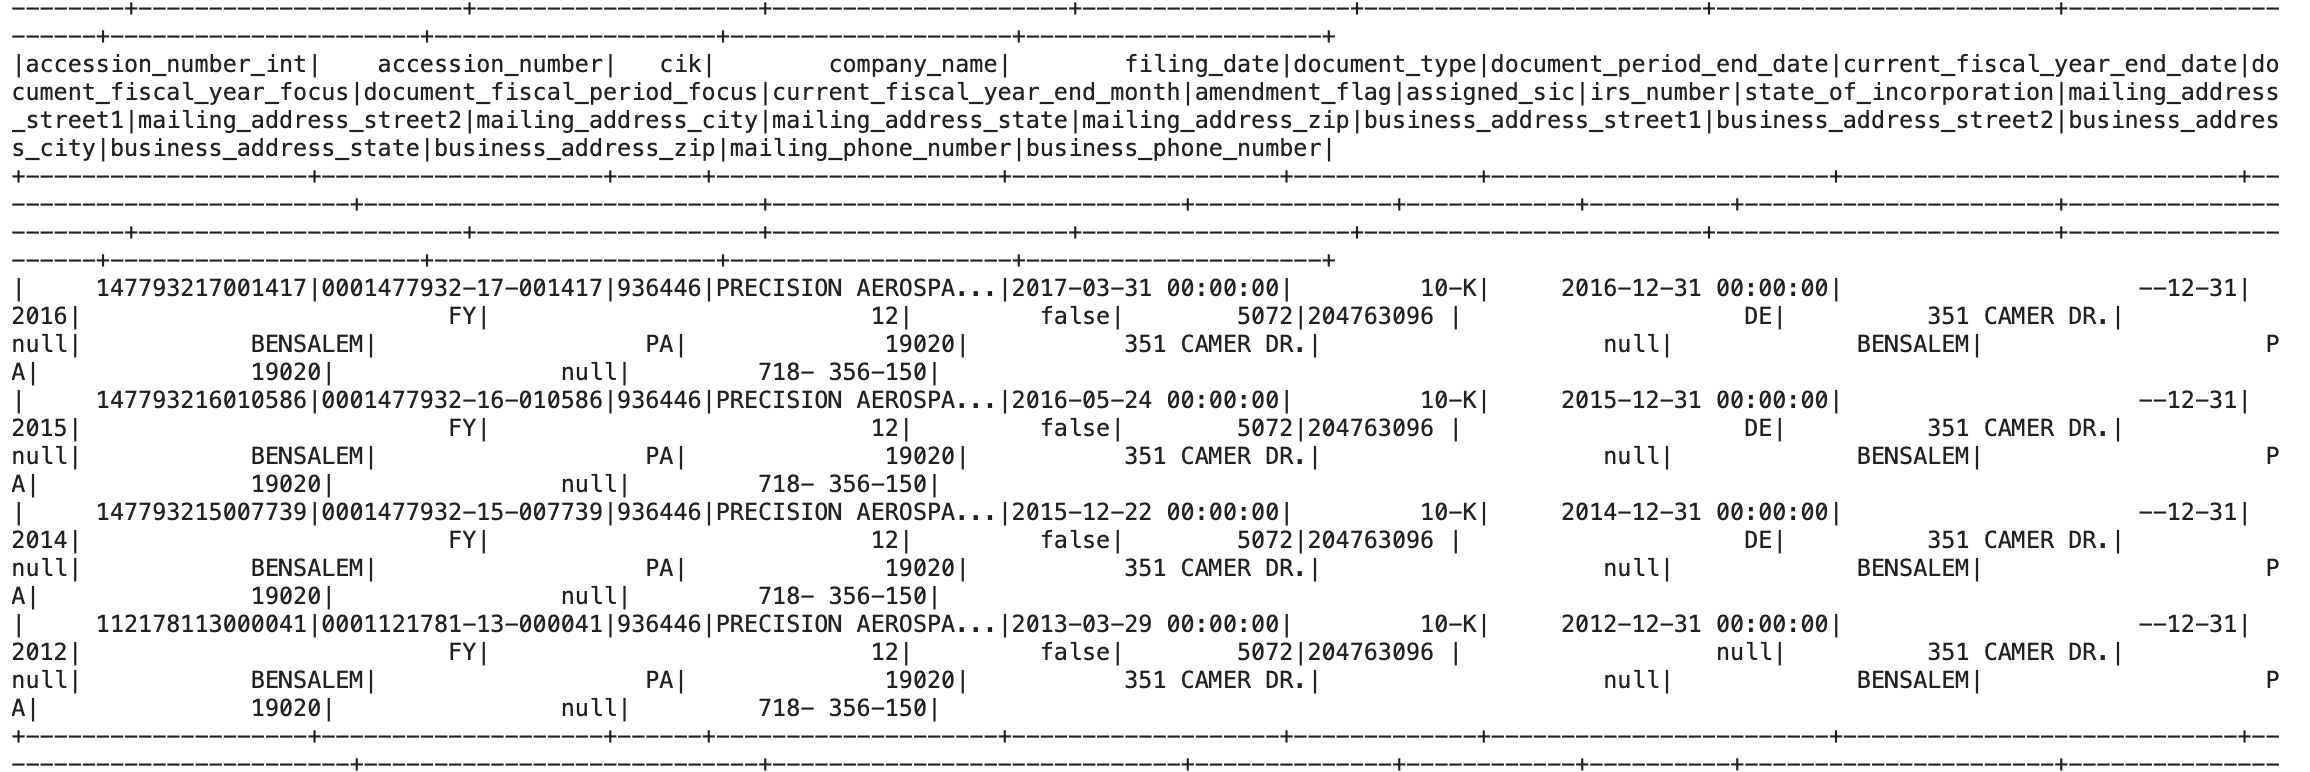 --------+-----------------------+--------------------+---------------------+-------------------+------------------------+------------------------+---------------
------+----------------------+--------------------+--------------------+---------------------+
|accession_number_int|    accession_number|   cik|        company_name|        filing_date|document_type|document_period_end_date|current_fiscal_year_end_date|do
cument_fiscal_year_focus|document_fiscal_period_focus|current_fiscal_year_end_month|amendment_flag|assigned_sic|irs_number|state_of_incorporation|mailing_address
_street1|mailing_address_street2|mailing_address_city|mailing_address_state|mailing_address_zip|business_address_street1|business_address_street2|business_addres
s_city|business_address_state|business_address_zip|mailing_phone_number|business_phone_number|
+--------------------+--------------------+------+--------------------+-------------------+-------------+------------------------+----------------------------+--
------------------------+----------------------------+-----------------------------+--------------+------------+----------+----------------------+---------------
--------+-----------------------+--------------------+---------------------+-------------------+------------------------+------------------------+---------------
------+----------------------+--------------------+--------------------+---------------------+
|     147793217001417|0001477932-17-001417|936446|PRECISION AEROSPA...|2017-03-31 00:00:00|         10-K|     2016-12-31 00:00:00|                     --12-31|
2016|                          FY|                           12|         false|        5072|204763096 |                    DE|          351 CAMER DR.|
null|            BENSALEM|                   PA|              19020|           351 CAMER DR.|                    null|             BENSALEM|                    P
A|               19020|                null|         718- 356-150|
|     147793216010586|0001477932-16-010586|936446|PRECISION AEROSPA...|2016-05-24 00:00:00|         10-K|     2015-12-31 00:00:00|                     --12-31|
2015|                          FY|                           12|         false|        5072|204763096 |                    DE|          351 CAMER DR.|
null|            BENSALEM|                   PA|              19020|           351 CAMER DR.|                    null|             BENSALEM|                    P
A|               19020|                null|         718- 356-150|
|     147793215007739|0001477932-15-007739|936446|PRECISION AEROSPA...|2015-12-22 00:00:00|         10-K|     2014-12-31 00:00:00|                     --12-31|
2014|                          FY|                           12|         false|        5072|204763096 |                    DE|          351 CAMER DR.|
null|            BENSALEM|                   PA|              19020|           351 CAMER DR.|                    null|             BENSALEM|                    P
A|               19020|                null|         718- 356-150|
|     112178113000041|0001121781-13-000041|936446|PRECISION AEROSPA...|2013-03-29 00:00:00|         10-K|     2012-12-31 00:00:00|                     --12-31|
2012|                          FY|                           12|         false|        5072|204763096 |                  null|          351 CAMER DR.|
null|            BENSALEM|                   PA|              19020|           351 CAMER DR.|                    null|             BENSALEM|                    P
A|               19020|                null|         718- 356-150|
+--------------------+--------------------+------+--------------------+-------------------+-------------+------------------------+----------------------------+--
------------------------+----------------------------+-----------------------------+--------------+------------+----------+----------------------+---------------